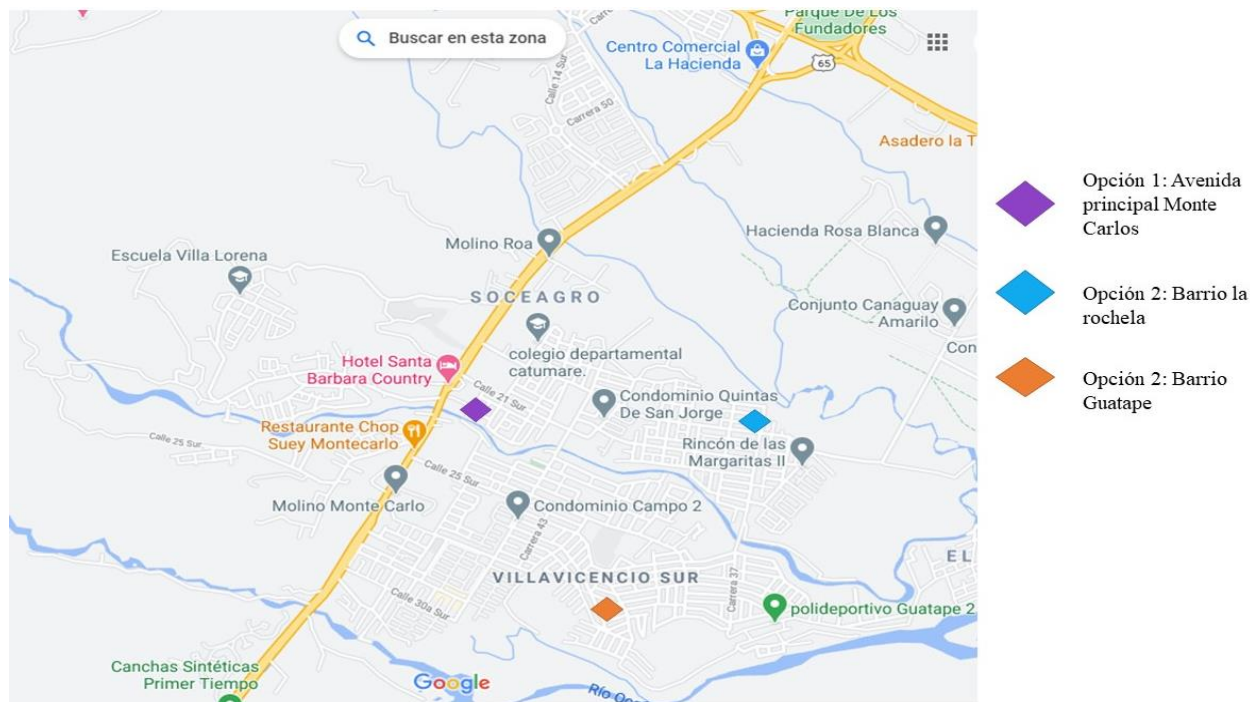 Parque De Los
Fundadores
Buscar en esta zona
Centro Comercial
La Hacienda
65
Calle 14 Sur
Carrera 50
Asadero la T
Hacienda Rosa Blanca
Molino Roa
Escuela Villa Lorena
SOCEAGRO
Conjunto Canaguay
- Amarilo
Con
colegio departamental
catumare.
Hotel Santa
Barbara Country
Calle 21 Sur
Condominio Quintas
De San Jorge
Restaurante Chop
Suey Montecarlo
Calle 25 Sur
Rincón de las
Margaritas II
Calle 25 Sur
Molino Monte Carlo
Condominio Campo 2
Carrera 43
EL
VILLAVICENCIO SUR
Carrera 37
Calle 30a Sur
polideportivo Guatape 2
Canchas Sintéticas
Primer Tiempo
Google
Río
Opción 1: Avenida
principal Monte
Carlos
Opción 2: Barrio la
rochela
Opción 2: Barrio
Guatape